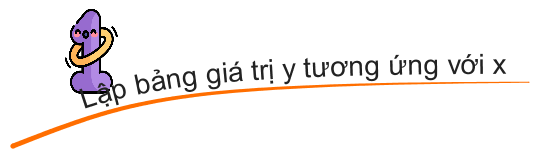 Lập bảng giá trị y tương ứng với x